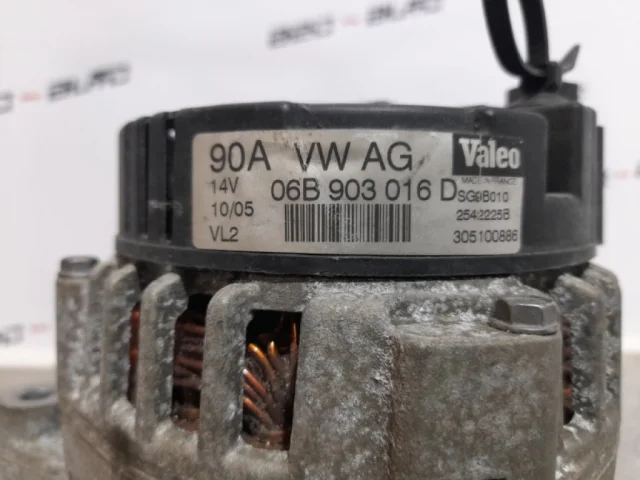 90A VW AG Valeo
MADE IN FRANCE
14V 06B 903 016 D SG9B010
10/05 2542225B
VL2 305100886